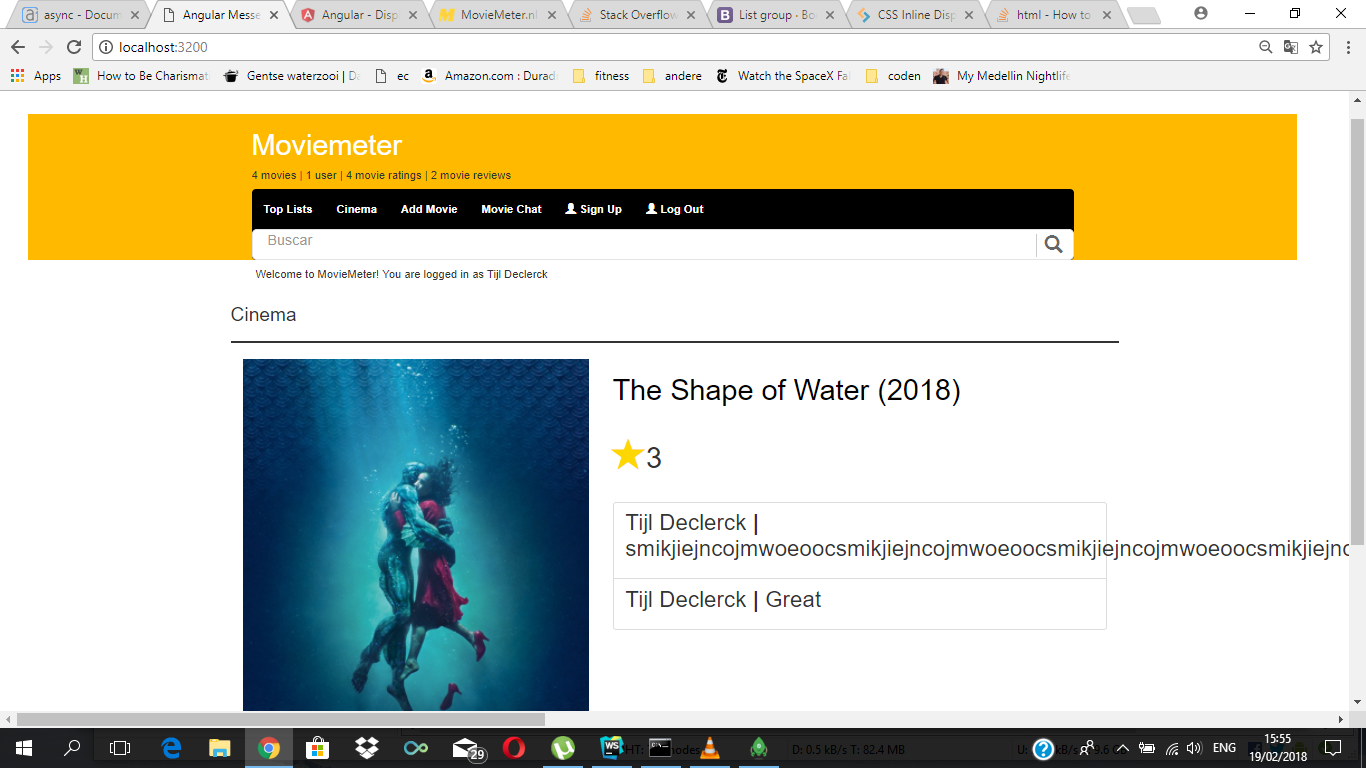 async - Docum
Angular Messe
Angular - Disp
MovieMeter.nl
Stack Overflow
List group · Bo
CSS Inline Disp
html - How to
localhost:3200
Apps
How to Be Charismat
Gentse waterzooi | Da
ec
Amazon.com : Durad
fitness
andere
Watch the SpaceX Fal
coden
My Medellin Nightlife
Moviemeter
4 movies | 1 user | 4 movie ratings | 2 movie reviews
Top Lists Cinema Add Movie Movie Chat Sign Up Log Out
Buscar
Welcome to MovieMeter! You are logged in as Tijl Declerck
Cinema
The Shape of Water (2018)
3
Tijl Declerck |
smikjiejncojmwoeoocsmikjiejncojmwoeoocsmikjiejncojmwoeoocsmikjiejnc
Tijl Declerck | Great
29
D: 0.5 kB/s T: 82.4 MB
ENG
15:55
19/02/2018